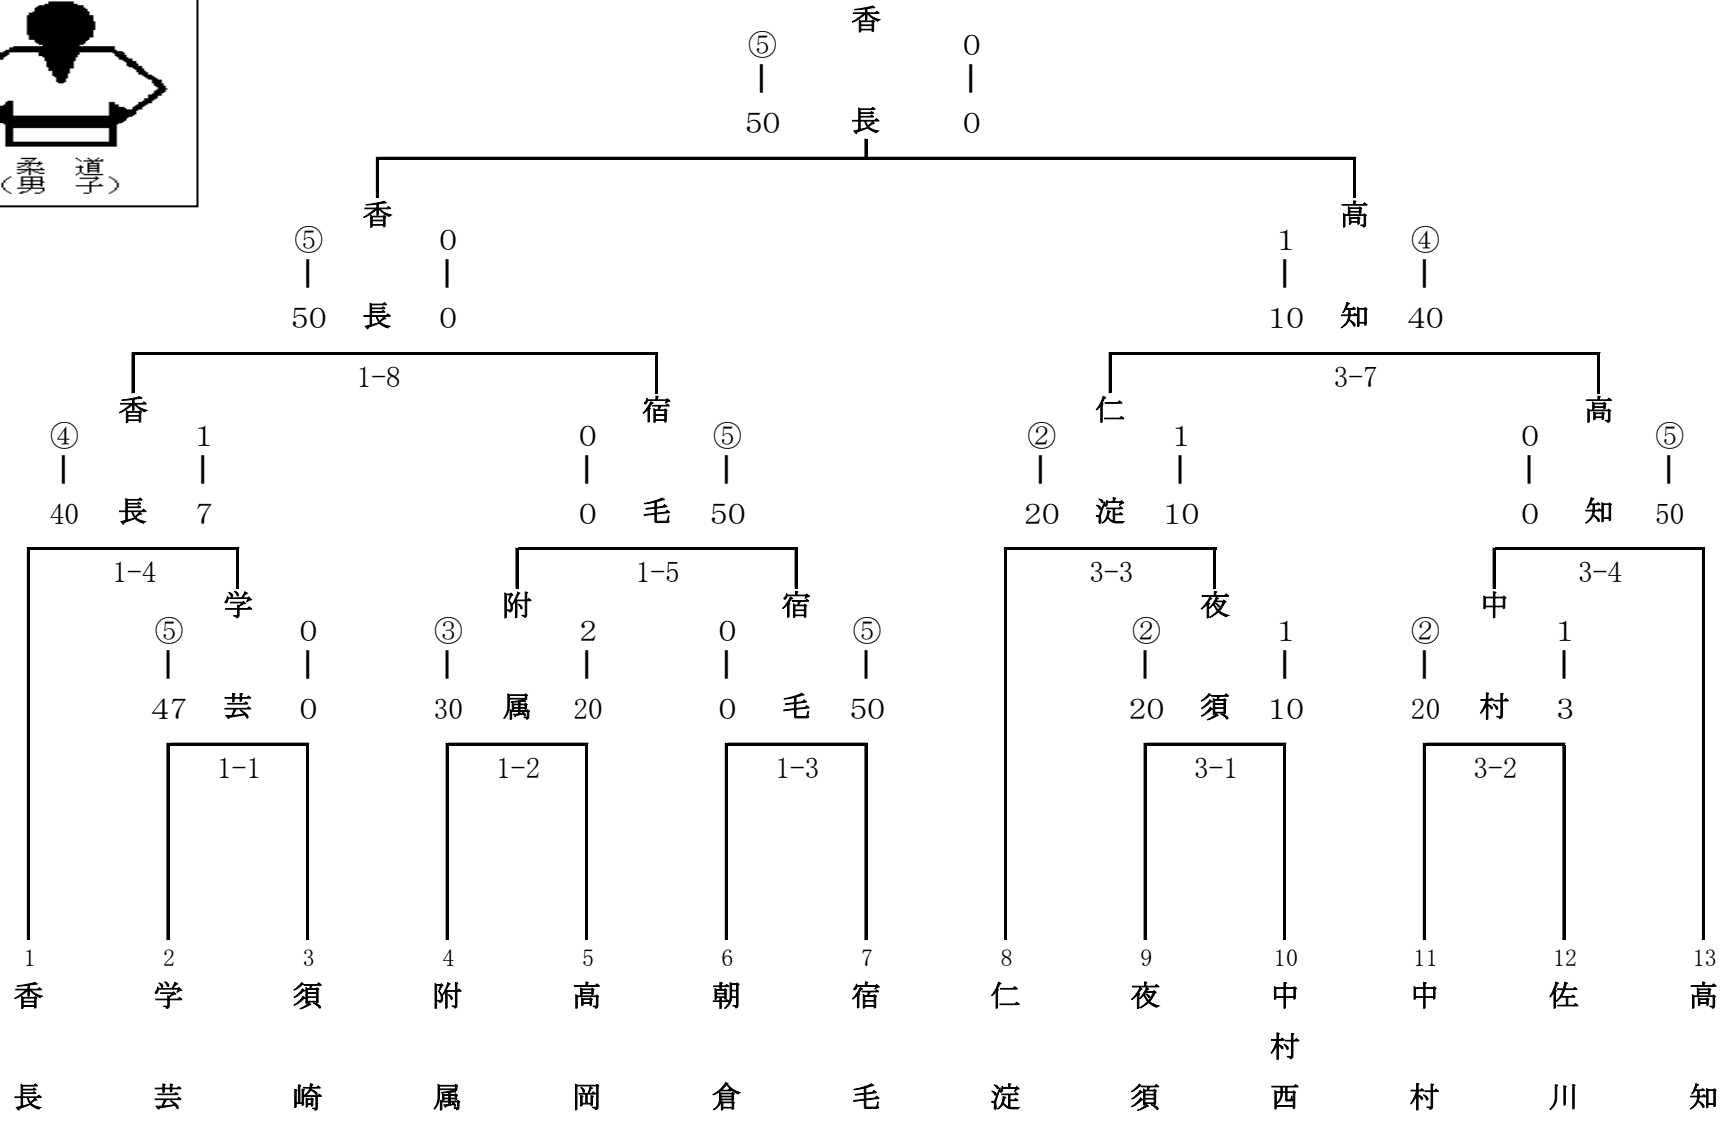 柔 道
(男 子)
香長
⑤ 0
50 0
香長
⑤ 0
50 0
1-8
高知
1 ④
10 40
3-7
香長
④ 1
40 7
1-4
宿毛
0 ⑤
0 50
1-5
仁淀
② 1
20 10
3-3
高知
0 ⑤
0 50
3-4
学芸
⑤ 0
47 0
1-1
附属
③ 2
30 20
1-2
宿毛
0 ⑤
0 50
1-3
夜須
② 1
20 10
3-1
中村
② 1
20 3
3-2
1 2 3 4 5 6 7 8 9 10 11 12 13
香長
学芸
須崎
附属
高岡
朝倉
宿毛
仁淀
夜須
中村西
中村
佐川
高知